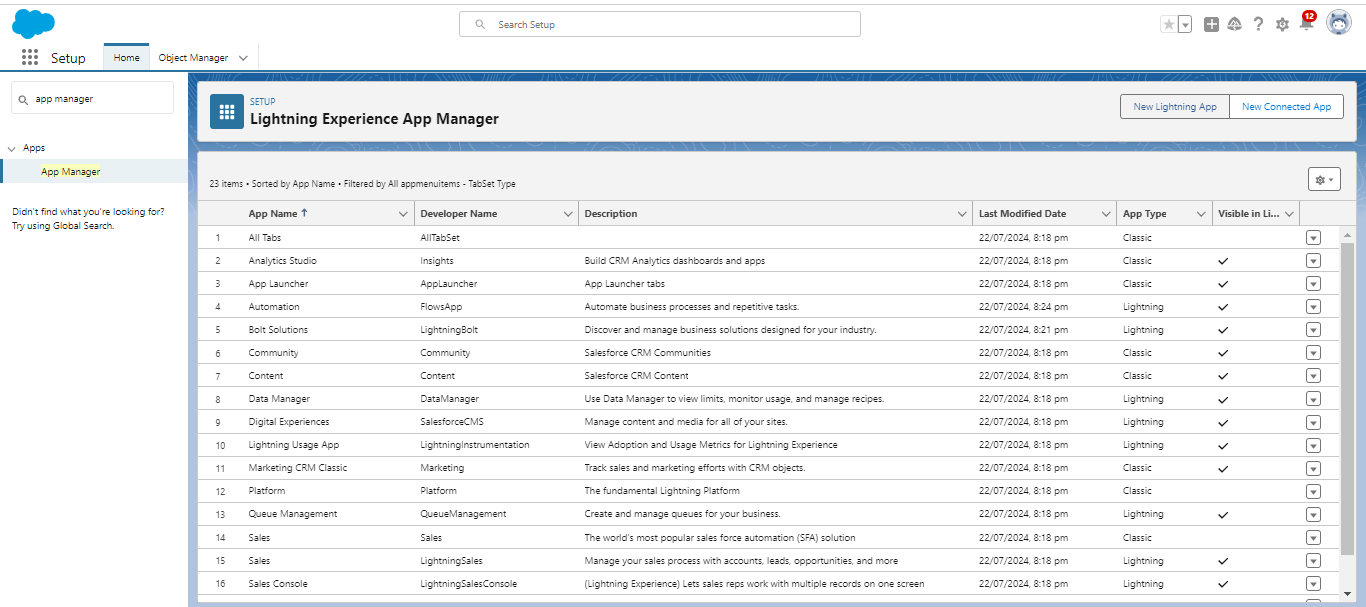 Search Setup
12
Setup
Home
Object Manager
app manager
Apps
App Manager
Didn't find what you're looking for?
Try using Global Search.
SETUP
Lightning Experience App Manager
New Lightning App
New Connected App
23 items • Sorted by App Name • Filtered by All appmenuitems - TabSet Type
App Name ↑ Developer Name Description Last Modified Date App Type Visible in Li...
1 All Tabs AllTabSet 22/07/2024, 8:18 pm Classic
2 Analytics Studio Insights Build CRM Analytics dashboards and apps 22/07/2024, 8:18 pm Classic
3 App Launcher AppLauncher App Launcher tabs 22/07/2024, 8:18 pm Classic
4 Automation FlowsApp Automate business processes and repetitive tasks. 22/07/2024, 8:24 pm Lightning
5 Bolt Solutions LightningBolt Discover and manage business solutions designed for your industry. 22/07/2024, 8:21 pm Lightning
6 Community Community Salesforce CRM Communities 22/07/2024, 8:18 pm Classic
7 Content Content Salesforce CRM Content 22/07/2024, 8:18 pm Classic
8 Data Manager DataManager Use Data Manager to view limits, monitor usage, and manage recipes. 22/07/2024, 8:18 pm Lightning
9 Digital Experiences SalesforceCMS Manage content and media for all of your sites. 22/07/2024, 8:18 pm Lightning
10 Lightning Usage App LightningInstrumentation View Adoption and Usage Metrics for Lightning Experience 22/07/2024, 8:18 pm Lightning
11 Marketing CRM Classic Marketing Track sales and marketing efforts with CRM objects. 22/07/2024, 8:18 pm Classic
12 Platform Platform The fundamental Lightning Platform 22/07/2024, 8:18 pm Classic
13 Queue Management QueueManagement Create and manage queues for your business. 22/07/2024, 8:18 pm Lightning
14 Sales Sales The world's most popular sales force automation (SFA) solution 22/07/2024, 8:18 pm Classic
15 Sales LightningSales Manage your sales process with accounts, leads, opportunities, and more 22/07/2024, 8:18 pm Lightning
16 Sales Console LightningSalesConsole (Lightning Experience) Lets sales reps work with multiple records on one screen 22/07/2024, 8:18 pm Lightning